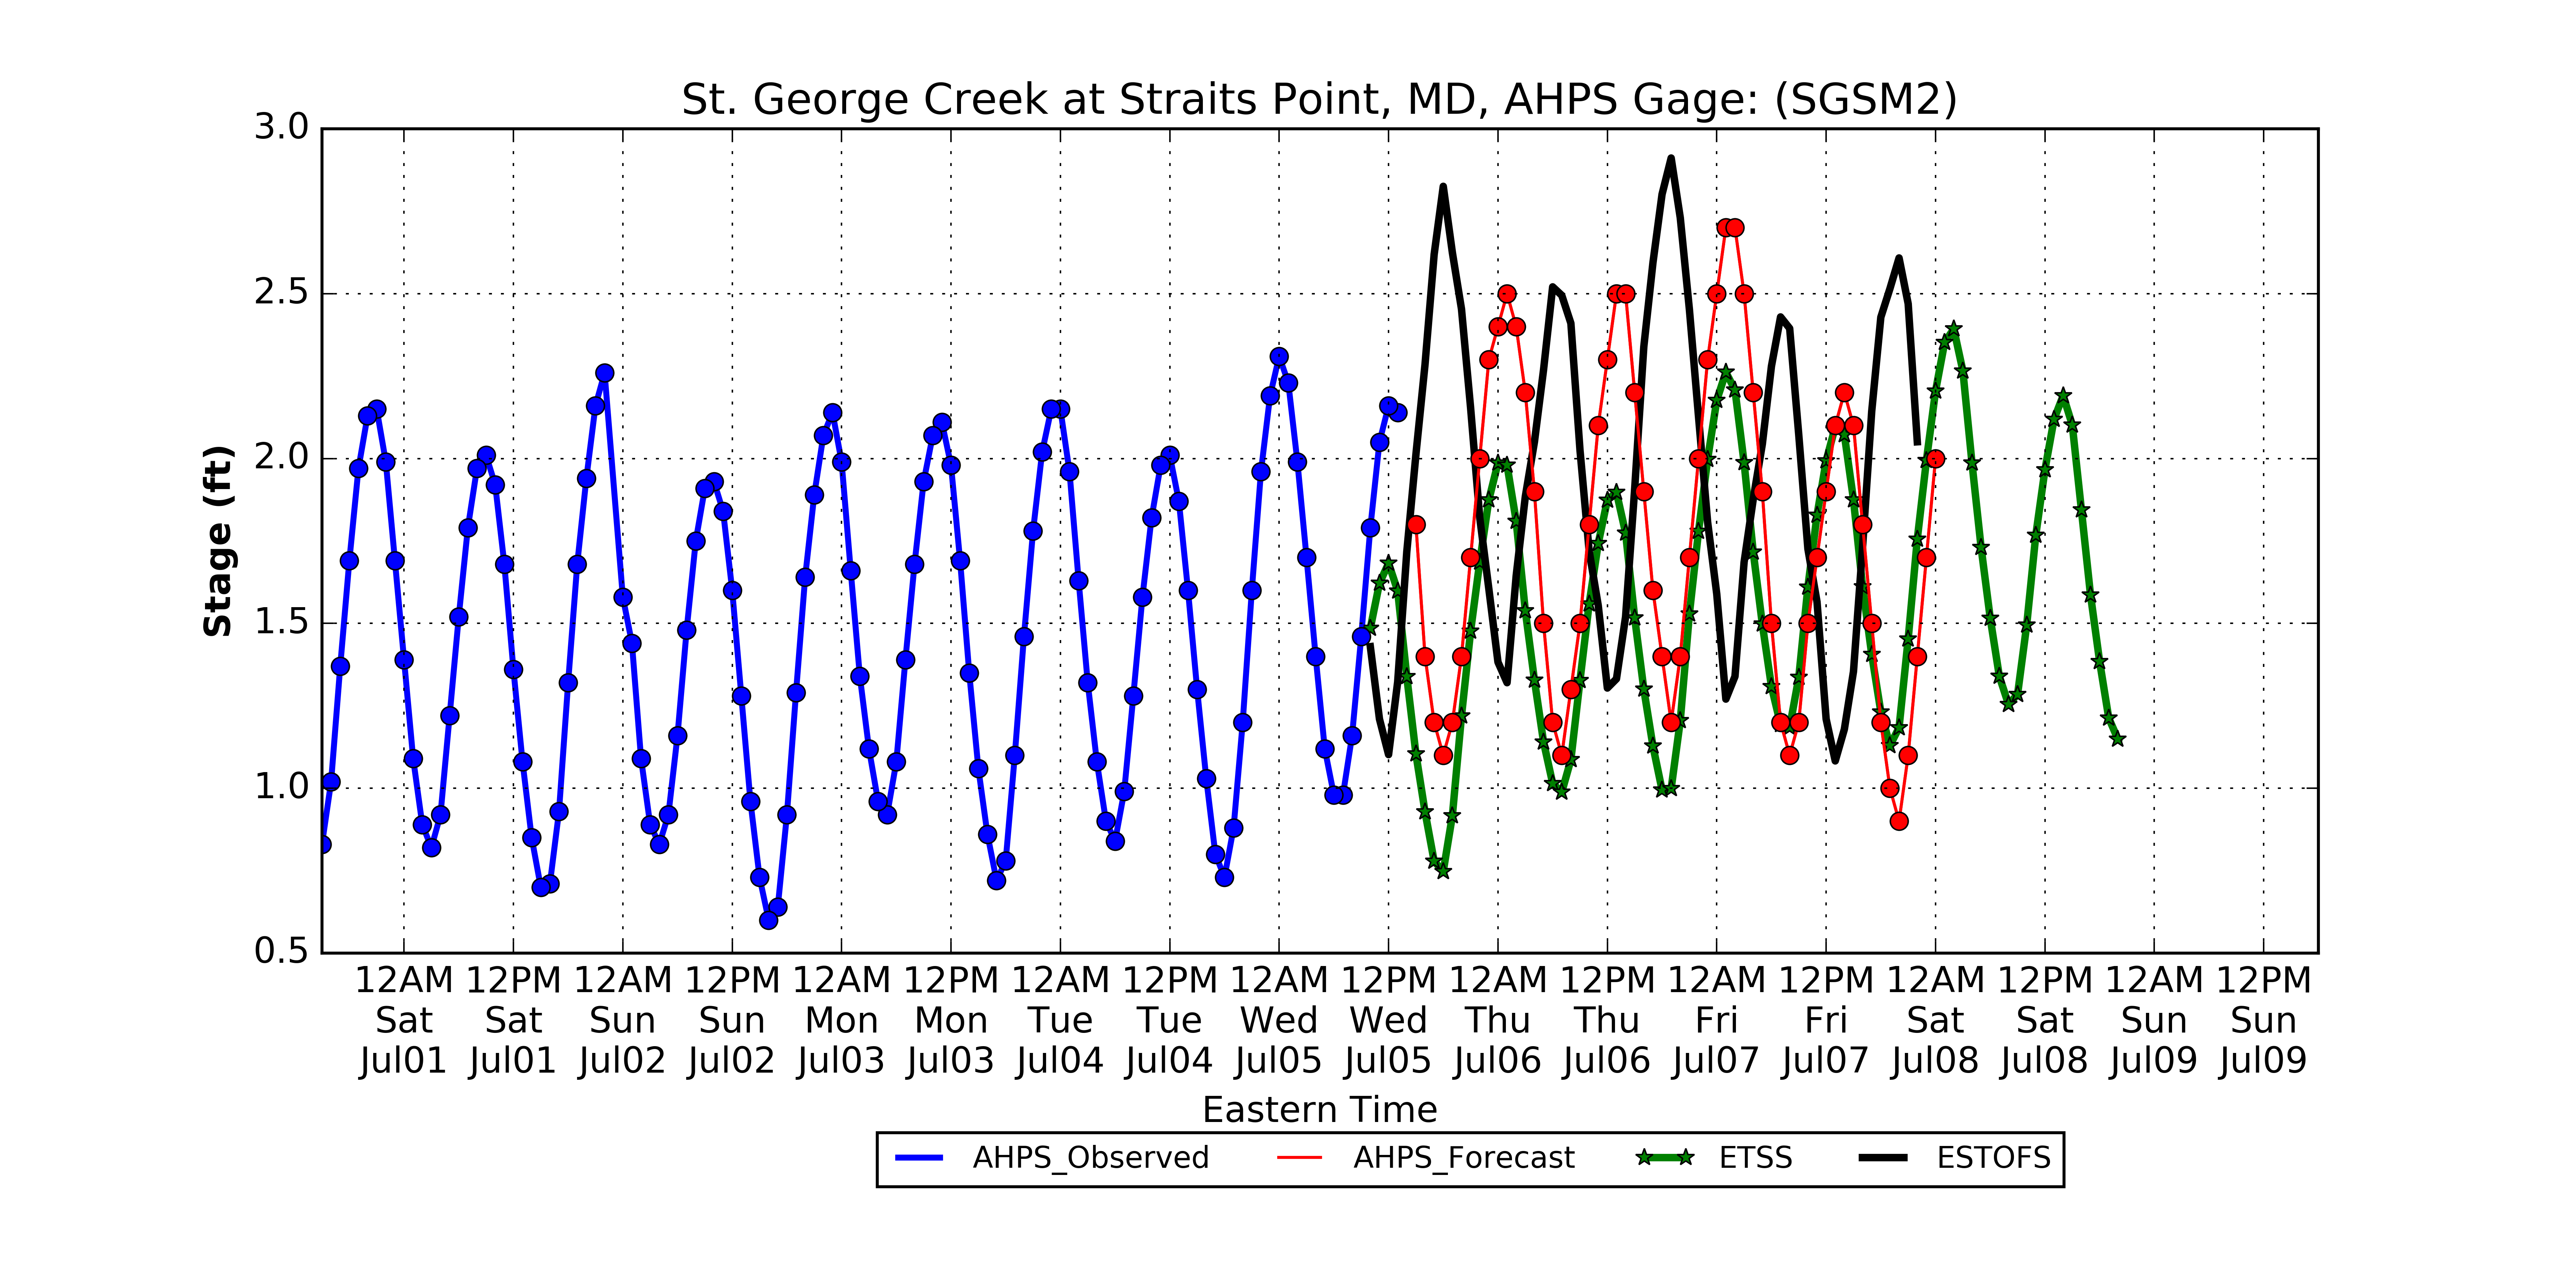 St. George Creek at Straits Point, MD, AHPS Gage: (SGSM2)
3.0
2.5
2.0
1.5
1.0
0.5
Stage (ft)
12AM 12PM 12AM 12PM 12AM 12PM 12AM 12PM 12AM 12PM 12AM 12PM 12AM 12PM 12AM 12PM 12AM 12PM
Sat Sat Sun Sun Mon Mon Tue Tue Wed Wed Thu Thu Fri Fri Sat Sat Sun Sun
Jul01 Jul01 Jul02 Jul02 Jul03 Jul03 Jul04 Jul04 Jul05 Jul05 Jul06 Jul06 Jul07 Jul07 Jul08 Jul08 Jul09 Jul09
Eastern Time
AHPS_Observed AHPS_Forecast ETSS ESTOFS